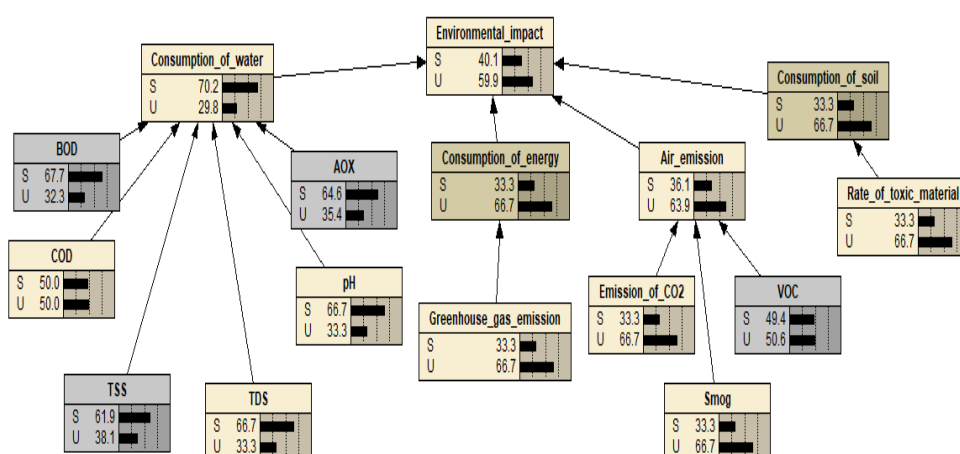 Environmental_impact
S 40.1
U 59.9
Consumption_of_water
S 70.2
U 29.8
Consumption_of_soil
S 33.3
U 66.7
BOD
S 67.7
U 32.3
AOX
S 64.6
U 35.4
Consumption_of_energy
S 33.3
U 66.7
Air_emission
S 36.1
U 63.9
Rate_of_toxic_material
S 33.3
U 66.7
COD
S 50.0
U 50.0
pH
S 66.7
U 33.3
Greenhouse_gas_emission
S 33.3
U 66.7
Emission_of_CO2
S 33.3
U 66.7
VOC
S 49.4
U 50.6
TSS
S 61.9
U 38.1
TDS
S 66.7
U 33.3
Smog
S 33.3
U 66.7